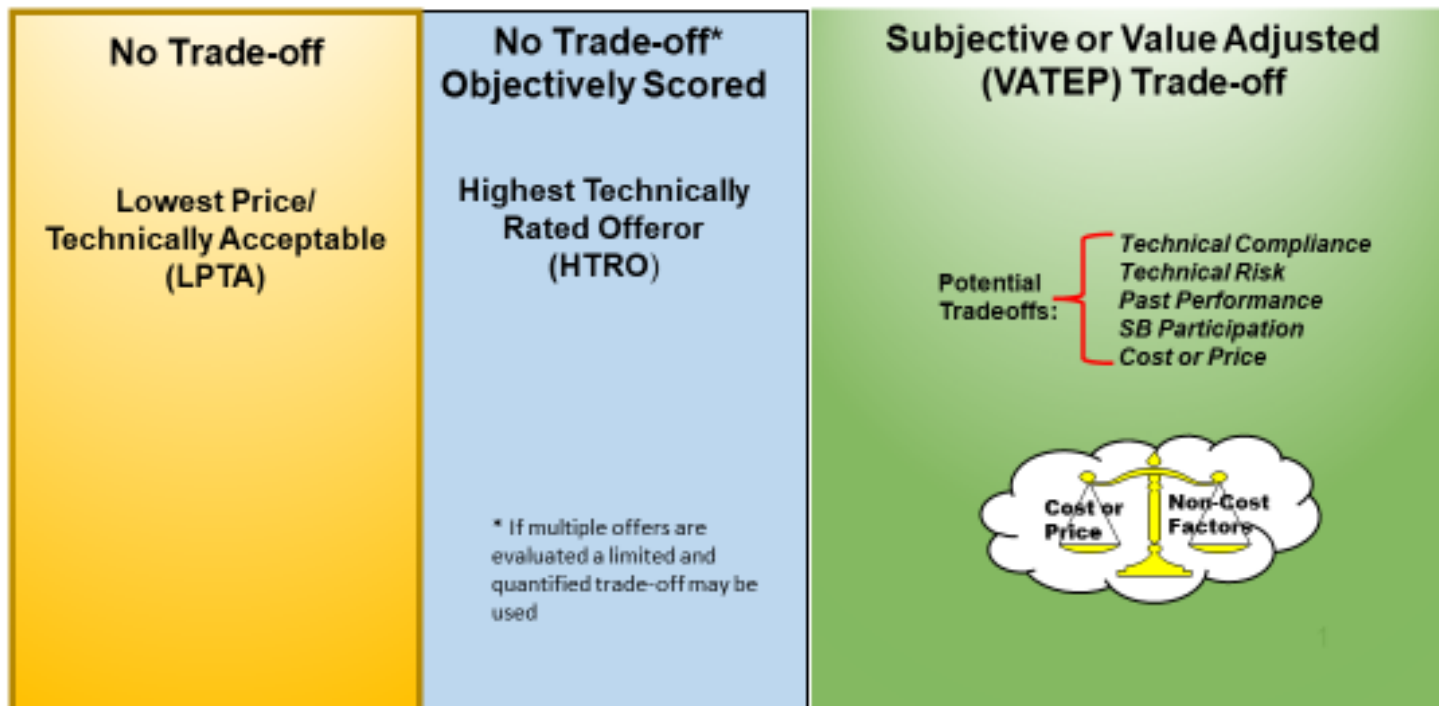 No Trade-off
Lowest Price/
Technically Acceptable
(LPTA)
No Trade-off*
Objectively Scored
Highest Technically
Rated Offeror
(HTRO)
* If multiple offers are
evaluated a limited and
quantified trade-off may be
used
Subjective or Value Adjusted
(VATEP) Trade-off
Potential
Tradeoffs:
Technical Compliance
Technical Risk
Past Performance
SB Participation
Cost or Price
Cost or
Price
Non-Cost
Factors
1